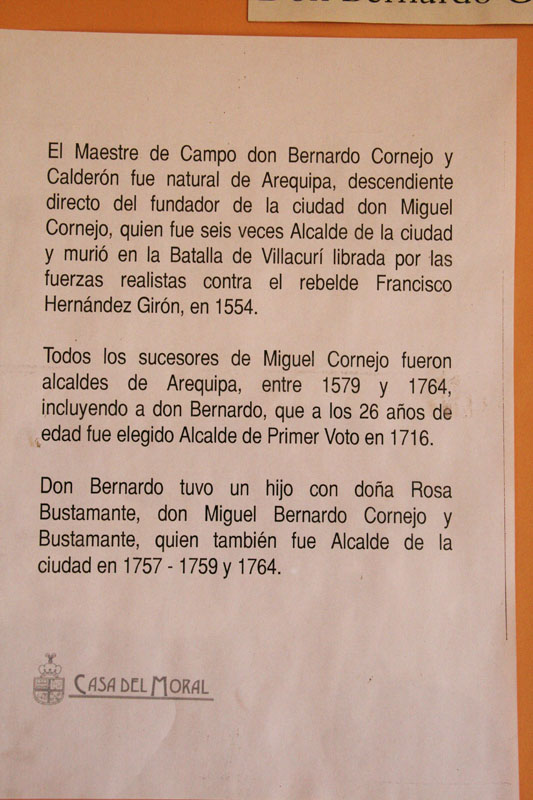 Don Bernardo
El Maestre de Campo don Bernardo Cornejo y
Calderón fue natural de Arequipa, descendiente
directo del fundador de la ciudad don Miguel
Cornejo, quien fue seis veces Alcalde de la ciudad
y murió en la Batalla de Villacurí librada por las
fuerzas realistas contra el rebelde Francisco
Hernández Girón, en 1554.
Todos los sucesores de Miguel Cornejo fueron
alcaldes de Arequipa, entre 1579 y 1764,
incluyendo a don Bernardo, que a los 26 años de
edad fue elegido Alcalde de Primer Voto en 1716.
Don Bernardo tuvo un hijo con doña Rosa
Bustamante, don Miguel Bernardo Cornejo y
Bustamante, quien también fue Alcalde de la
ciudad en 1757 - 1759 y 1764.
CASA DEL MORAL